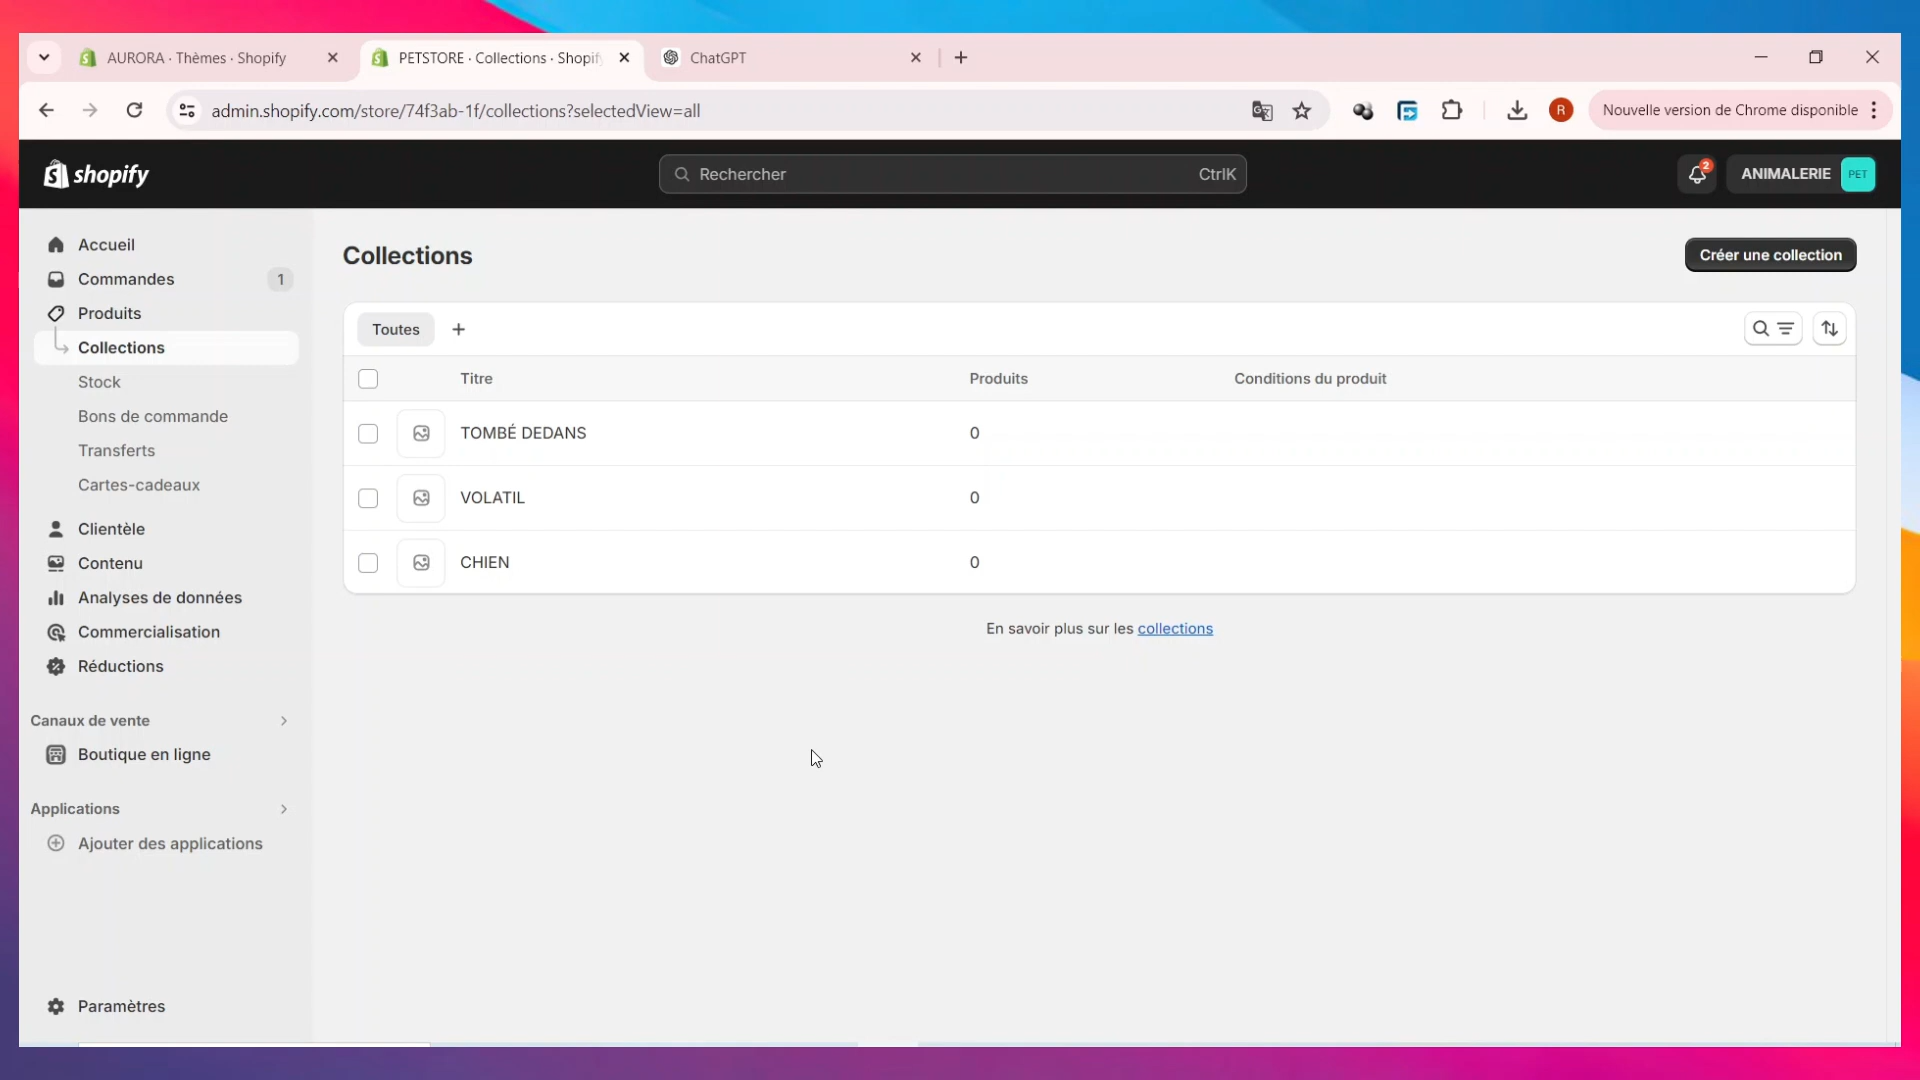 AURORA · Thèmes · Shopify
PETSTORE · Collections · Shopify
ChatGPT
admin.shopify.com/store/74f3ab-1f/collections?selectedView=all
R
Nouvelle version de Chrome disponible
shopify
Rechercher
CtrlK
2
ANIMALERIE
PET
Accueil
Commandes
1
Produits
Collections
Stock
Bons de commande
Transferts
Cartes-cadeaux
Clientèle
Contenu
Analyses de données
Commercialisation
Réductions
Canaux de vente
Boutique en ligne
Applications
Ajouter des applications
Paramètres
Collections
Créer une collection
Toutes
Titre
Produits
Conditions du produit
TOMBÉ DEDANS
0
VOLATIL
0
CHIEN
0
En savoir plus sur les collections